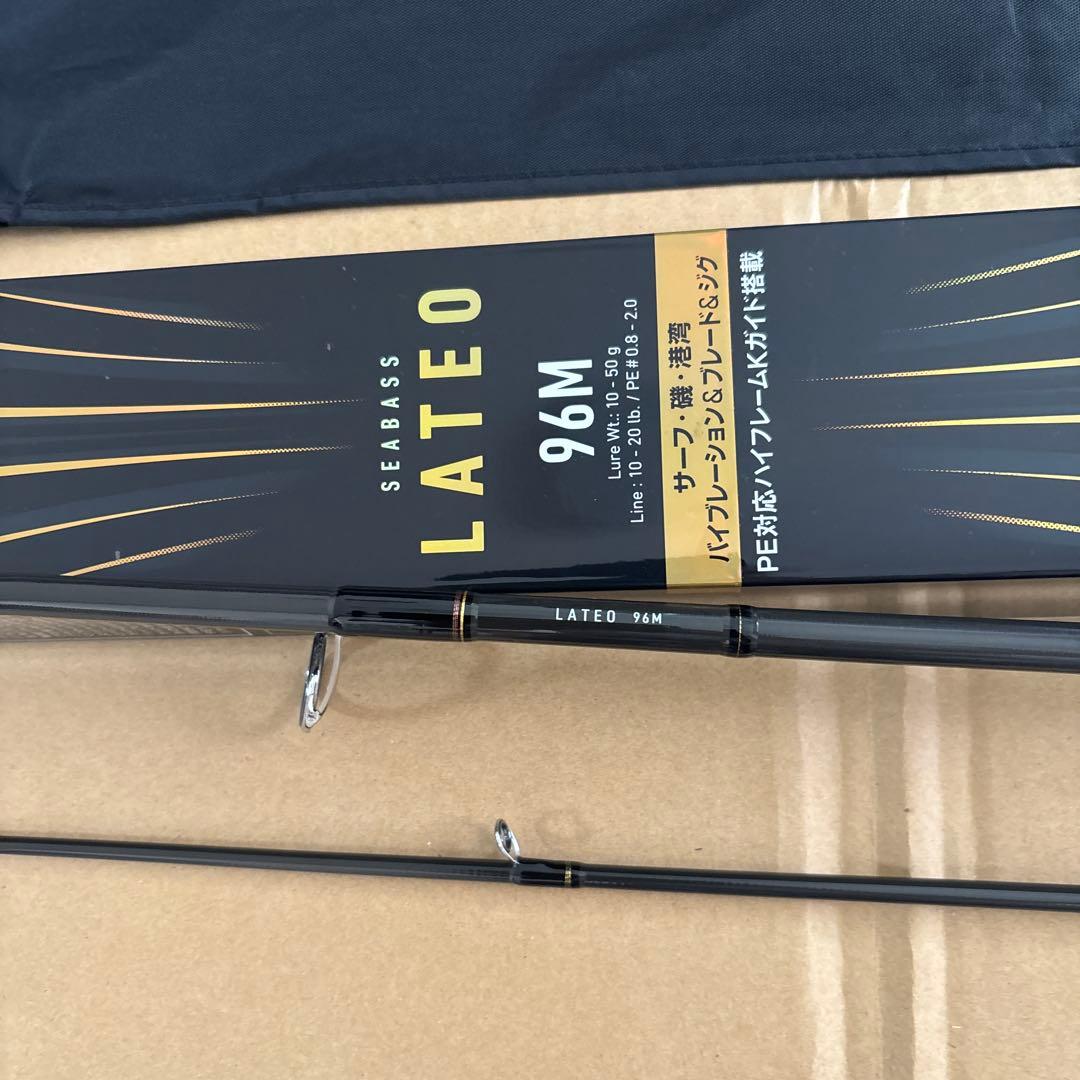 SEABASS
LATEO
96M
Lure Wt.: 10 - 50 g
Line : 10 - 20 lb. / PE # 0.8 - 2.0
サーフ・磯・港湾
バイブレーション&ブレード&ジグ
PE対応ハイフレームKガイド搭載
LATEO 96M